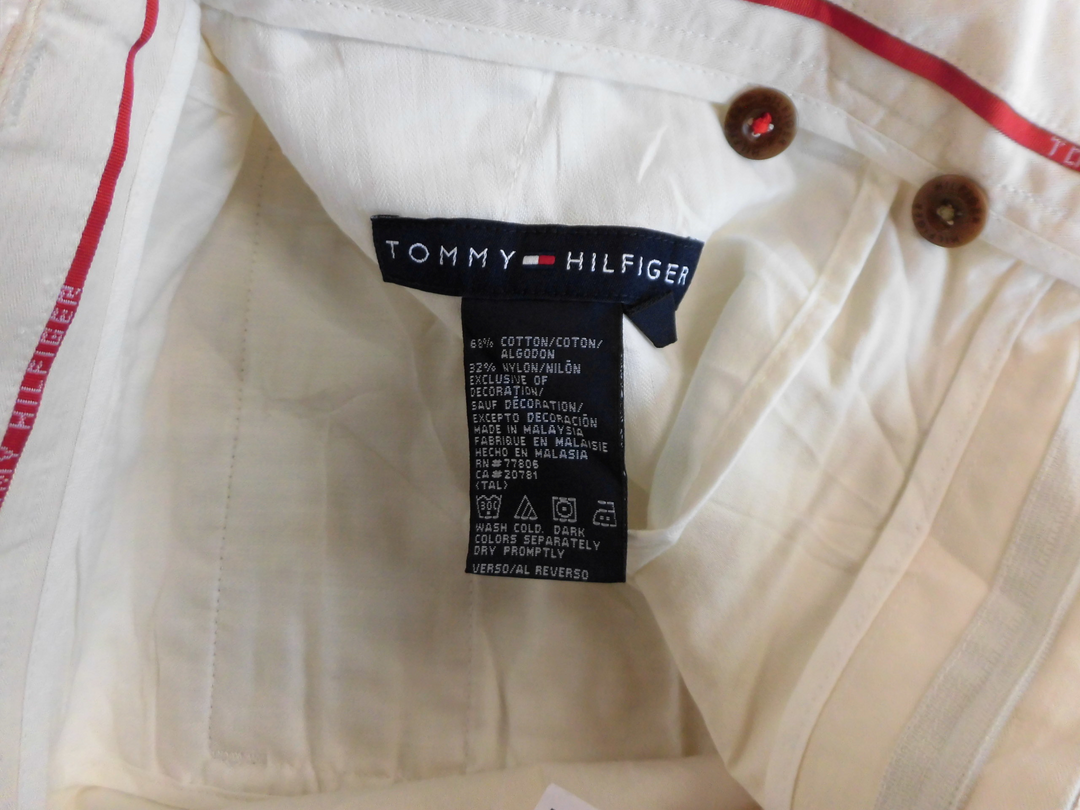 TOMMY HILFIGER
68% COTTON/COTON/
ALGODON
32% NYLON/NILÓN
EXCLUSIVE OF
DECORATION/
SAUF DÉCORATION/
EXCEPTO DECORACIÓN
MADE IN MALAYSIA
FABRIQUE EN MALAISIE
HECHO EN MALASIA
RN#77806
CA#20781
(TAL)
30C
WASH COLD. DARK
COLORS SEPARATELY
DRY PROMPTLY
VERSO/AL REVERSO
HILFIGER